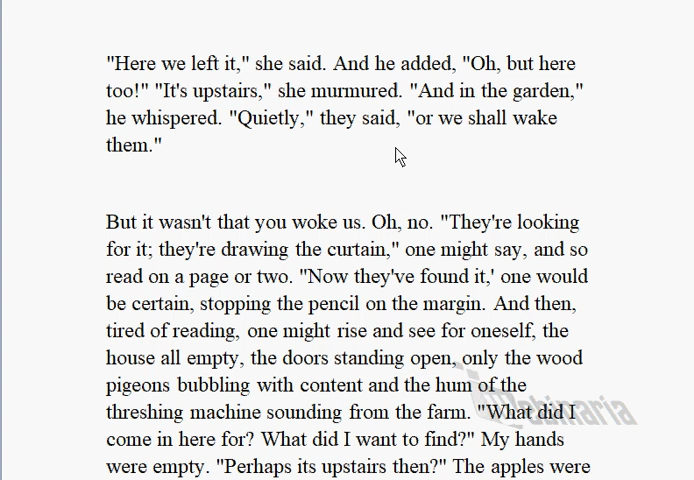 "Here we left it," she said. And he added, "Oh, but here
too!" "It's upstairs," she murmured. "And in the garden,"
he whispered. "Quietly," they said, "or we shall wake
them."
But it wasn't that you woke us. Oh, no. "They're looking
for it; they're drawing the curtain," one might say, and so
read on a page or two. "Now they've found it,' one would
be certain, stopping the pencil on the margin. And then,
tired of reading, one might rise and see for oneself, the
house all empty, the doors standing open, only the wood
pigeons bubbling with content and the hum of the
threshing machine sounding from the farm. "What did I
come in here for? What did I want to find?" My hands
were empty. "Perhaps its upstairs then?" The apples were
Webinaria